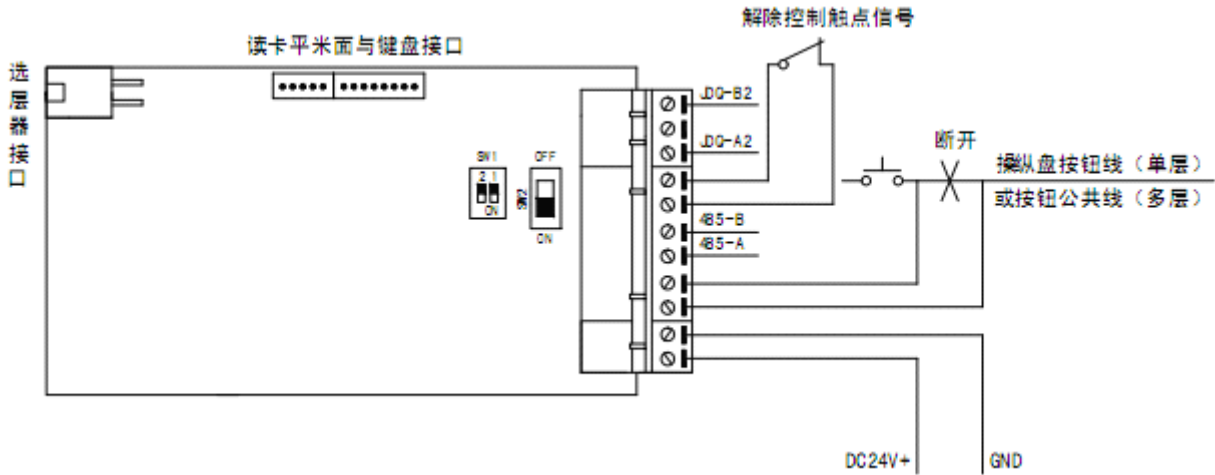 解除控制触点信号
读卡平米面与键盘接口
选层器接口
JDQ-B2
JDQ-A2
断开
操纵盘按钮线（单层）
或按钮公共线（多层）
SW1
OFF
2 1
ON
SW2
ON
485-B
485-A
DC24V+
GND